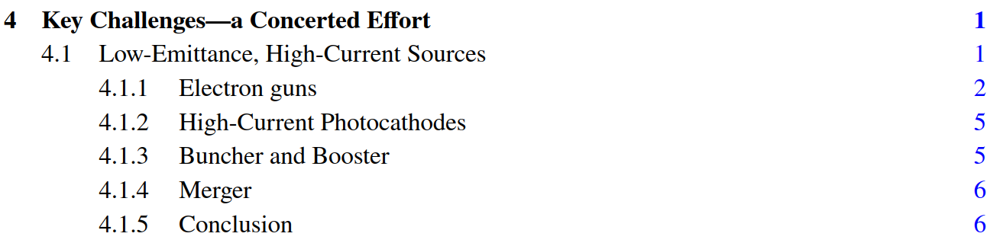 4 Key Challenges—a Concerted Effort 1
4.1 Low-Emittance, High-Current Sources 1
4.1.1 Electron guns 2
4.1.2 High-Current Photocathodes 5
4.1.3 Buncher and Booster 5
4.1.4 Merger 6
4.1.5 Conclusion 6